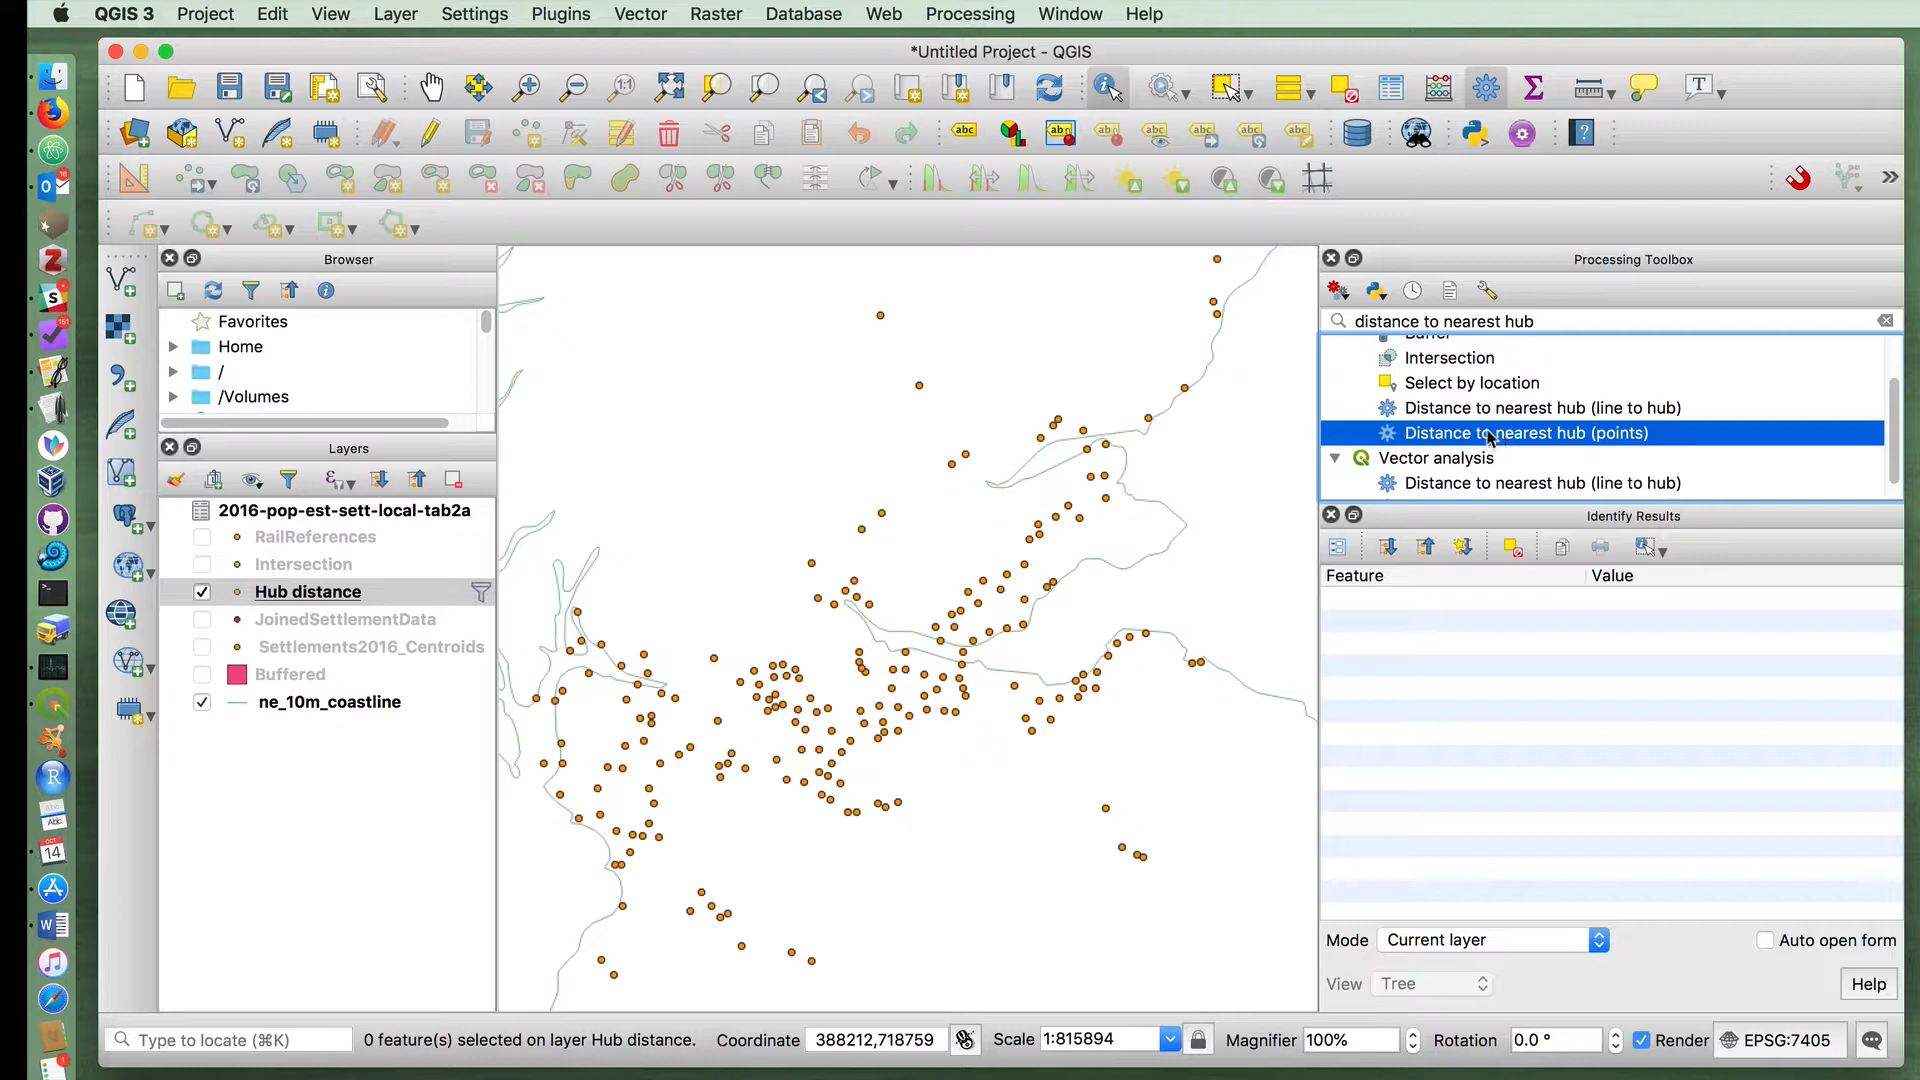 QGIS 3 Project Edit View Layer Settings Plugins Vector Raster Database Web Processing Window Help
*Untitled Project - QGIS
Browser
Favorites
Home
/
/Volumes
Layers
2016-pop-est-sett-local-tab2a
RailReferences
Intersection
Hub distance
JoinedSettlementData
Settlements2016_Centroids
Buffered
ne_10m_coastline
Processing Toolbox
distance to nearest hub
Buffer
Intersection
Select by location
Distance to nearest hub (line to hub)
Distance to nearest hub (points)
Vector analysis
Distance to nearest hub (line to hub)
Identify Results
Feature Value
Mode Current layer Auto open form
View Tree Help
Type to locate (⌘K) 0 feature(s) selected on layer Hub distance. Coordinate 388212,718759 Scale 1:815894 Magnifier 100% Rotation 0.0 ° Render EPSG:7405